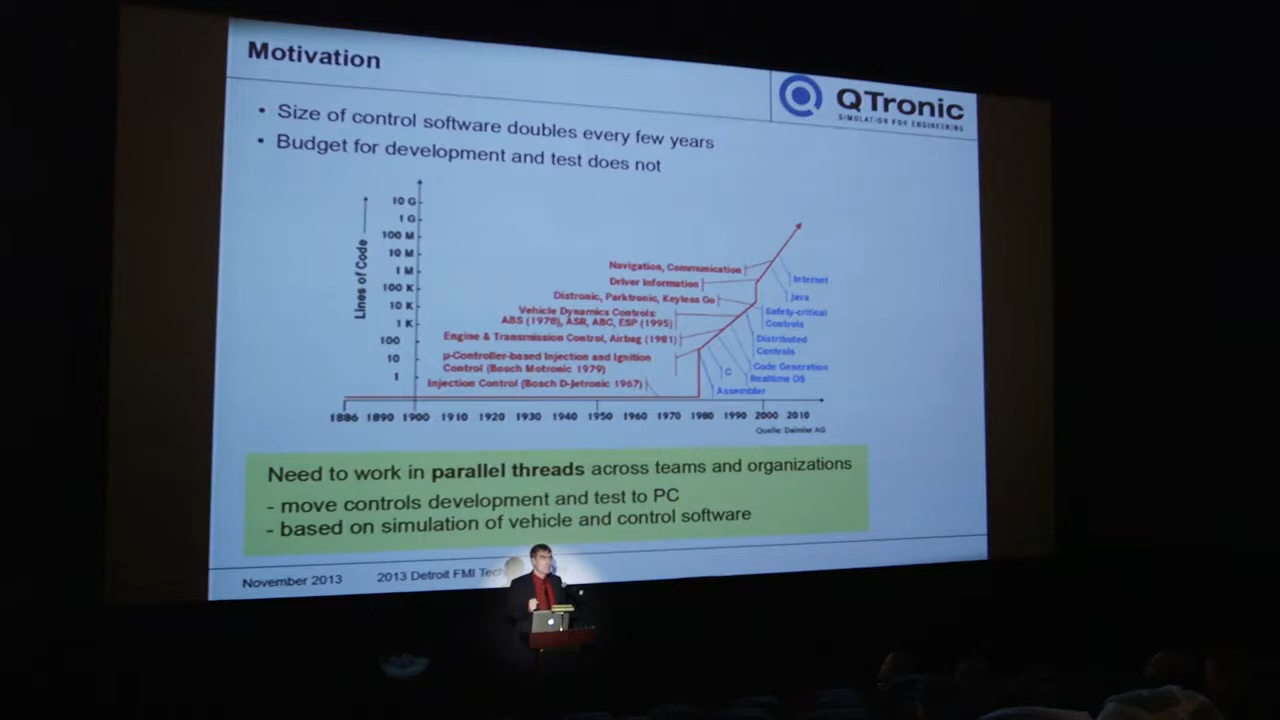 Motivation
QTronic
SIMULATION FOR ENGINEERING
• Size of control software doubles every few years
• Budget for development and test does not
Lines of Code
10 G
1 G
100 M
10 M
1 M
100 K
10 K
1 K
100
10
1
Navigation, Communication
Driver Information
Distronic, Parktronic, Keyless Go
Vehicle Dynamics Controls:
ABS (1978), ASR, ABC, ESP (1995)
Engine & Transmission Control, Airbag (1981)
µ-Controller-based Injection and Ignition
Control (Bosch Motronic 1979)
Injection Control (Bosch D-Jetronic 1967)
Internet
Java
Safety-critical
Controls
Distributed
Controls
Code Generation
Realtime OS
C
Assembler
1886 1890 1900 1910 1920 1930 1940 1950 1960 1970 1980 1990 2000 2010
Quelle: Daimler AG
Need to work in parallel threads across teams and organizations
- move controls development and test to PC
- based on simulation of vehicle and control software
November 2013 2013 Detroit FMI Tech